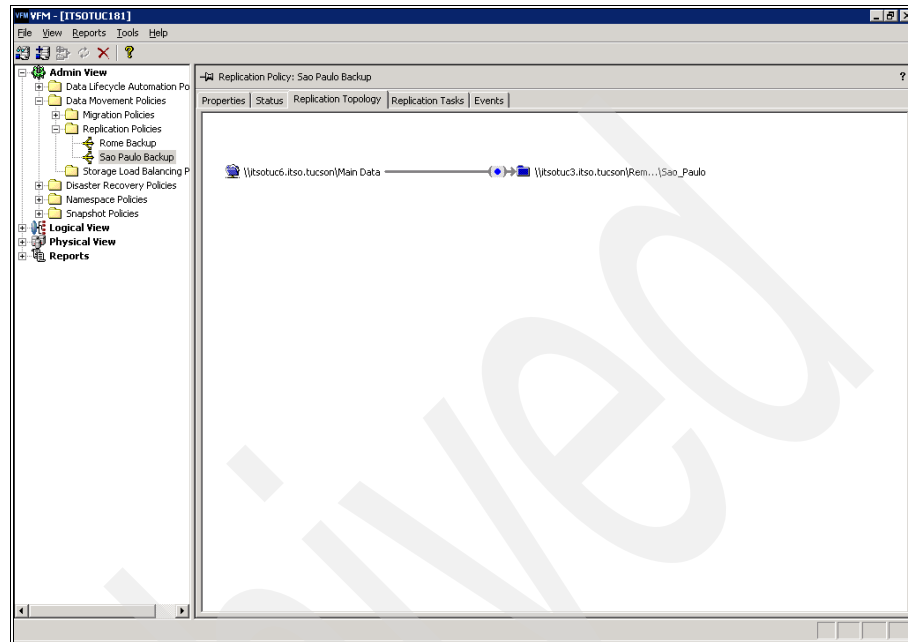 VFM VFM - [ITSOTUC181]
File View Reports Tools Help
Admin View
Data Lifecycle Automation Po
Data Movement Policies
Migration Policies
Replication Policies
Rome Backup
Sao Paulo Backup
Storage Load Balancing P
Disaster Recovery Policies
Namespace Policies
Snapshot Policies
Logical View
Physical View
Reports
Replication Policy: Sao Paulo Backup ?
Properties Status Replication Topology Replication Tasks Events
\\itsotuc6.itso.tucson\Main Data \\itsotuc3.itso.tucson\Rem...\Sao_Paulo
hived